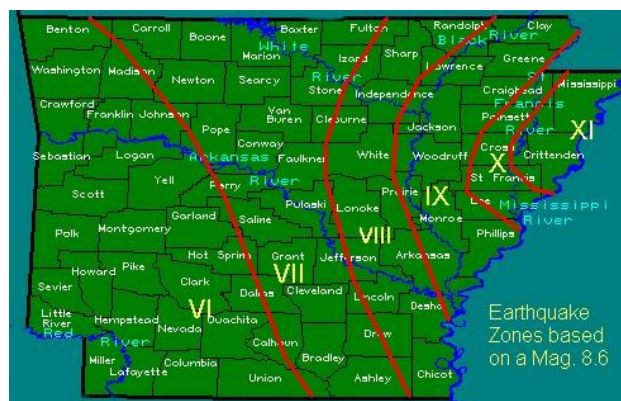 Benton
Carroll
Boone
Baxter
Fulton
Randolph
Clay
Marion
White
River
Black
River
Izard
Sharp
Lawrence
Greene
Washington
Madison
Newton
Searcy
Stone
River
Independence
Craighead
St
Francis
River
Mississippi
Crawford
Franklin
Johnson
Pope
Van
Buren
Cleburne
Jackson
Poinsett
Cross
Crittenden
XI
X
Conway
Faulkner
White
Woodruff
St Francis
Sebastian
Logan
Arkansas
River
Yell
Perry
Scott
Pulaski
Lonoke
Prairie
IX
Monroe
Lee
Mississippi
River
Phillips
Polk
Montgomery
Garland
Saline
VIII
Hot Spring
Grant
Jefferson
Arkansas
VII
Howard
Pike
Clark
Dallas
Cleveland
Lincoln
Desha
Sevier
VI
Little
River
Hempstead
Nevada
Ouachita
Calhoun
Drew
Red
River
Miller
Lafayette
Columbia
Union
Bradley
Ashley
Chicot
Earthquake
Zones based
on a Mag. 8.6